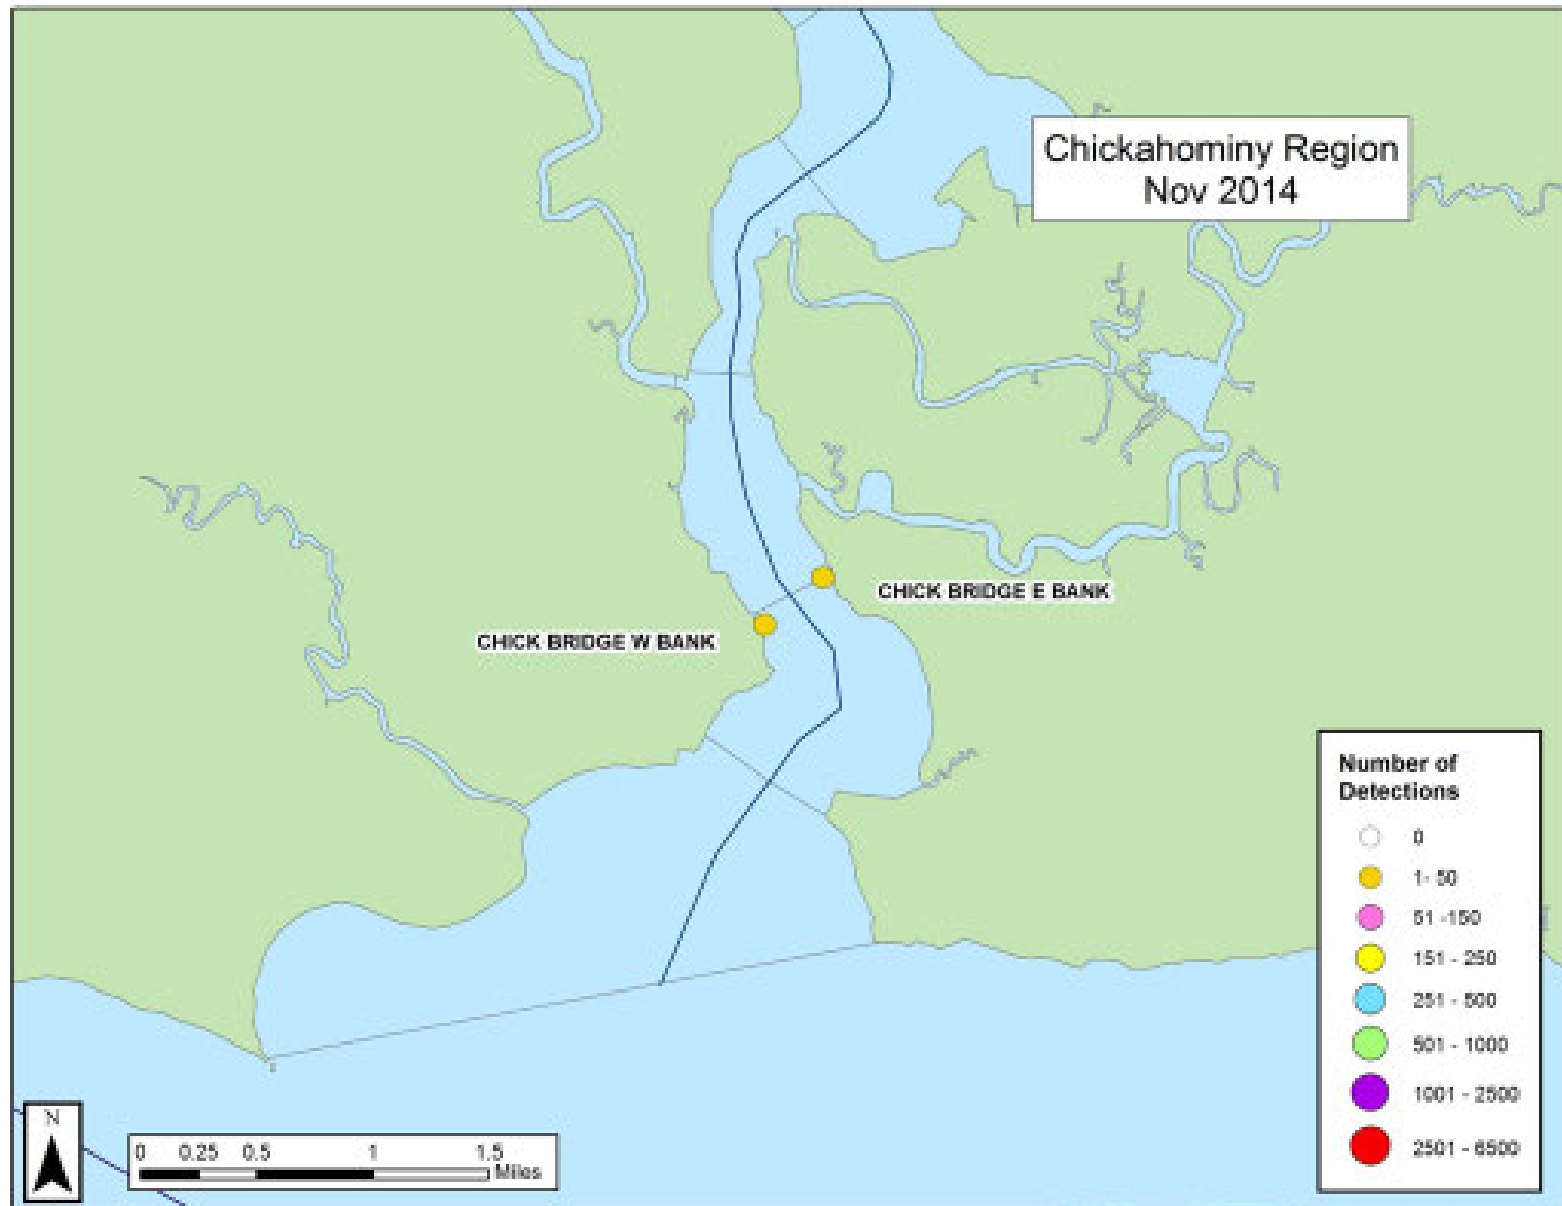 Chickahominy Region
Nov 2014
CHICK BRIDGE E BANK
CHICK BRIDGE W BANK
Number of
Detections
0
1- 50
51 -150
151 - 250
251 - 500
501 - 1000
1001 - 2500
2501 - 6500
N
0 0.25 0.5 1 1.5
Miles